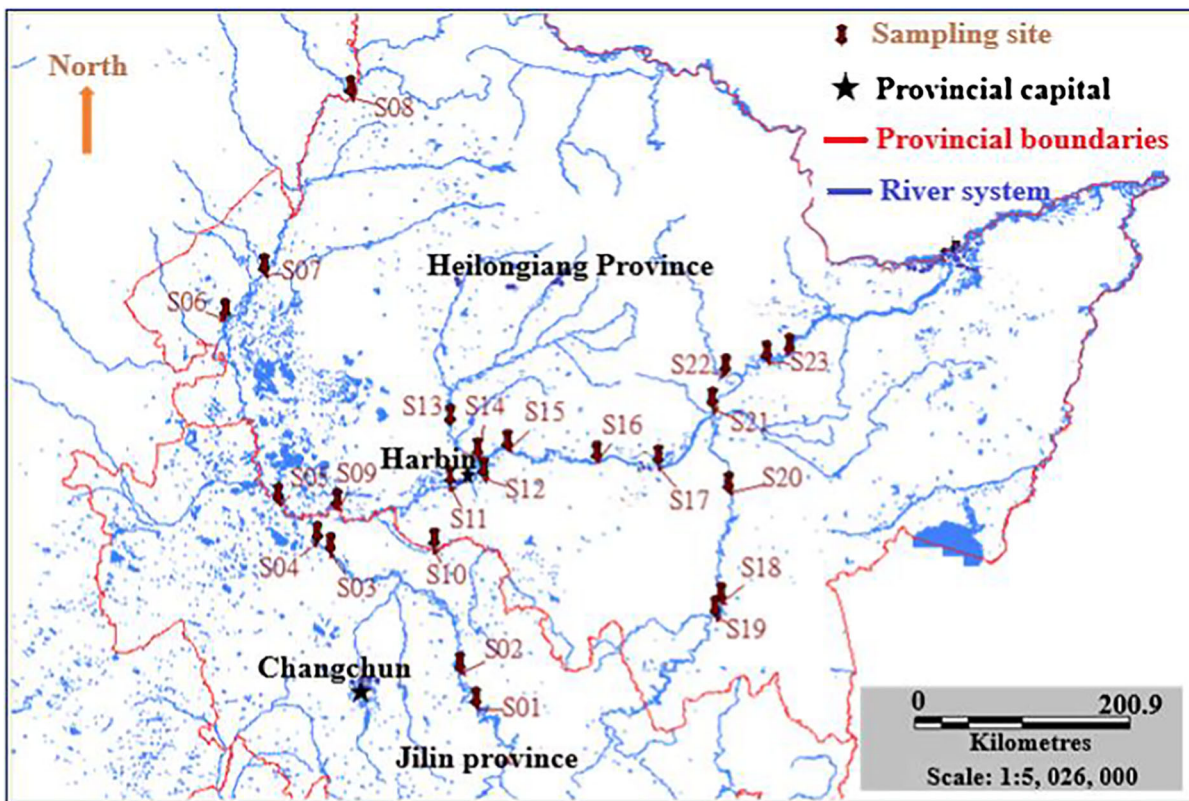 Sampling site
North
Provincial capital
S08
Provincial boundaries
River system
S07
Heilongiang Province
S06
S22
S23
S13
S14
S15
S21
S16
Harbin
S12
S17
S20
S05
S09
S11
S04
S03
S10
S18
S19
S02
Changchun
S01
0
200.9
Jilin province
Kilometres
Scale: 1:5, 026, 000